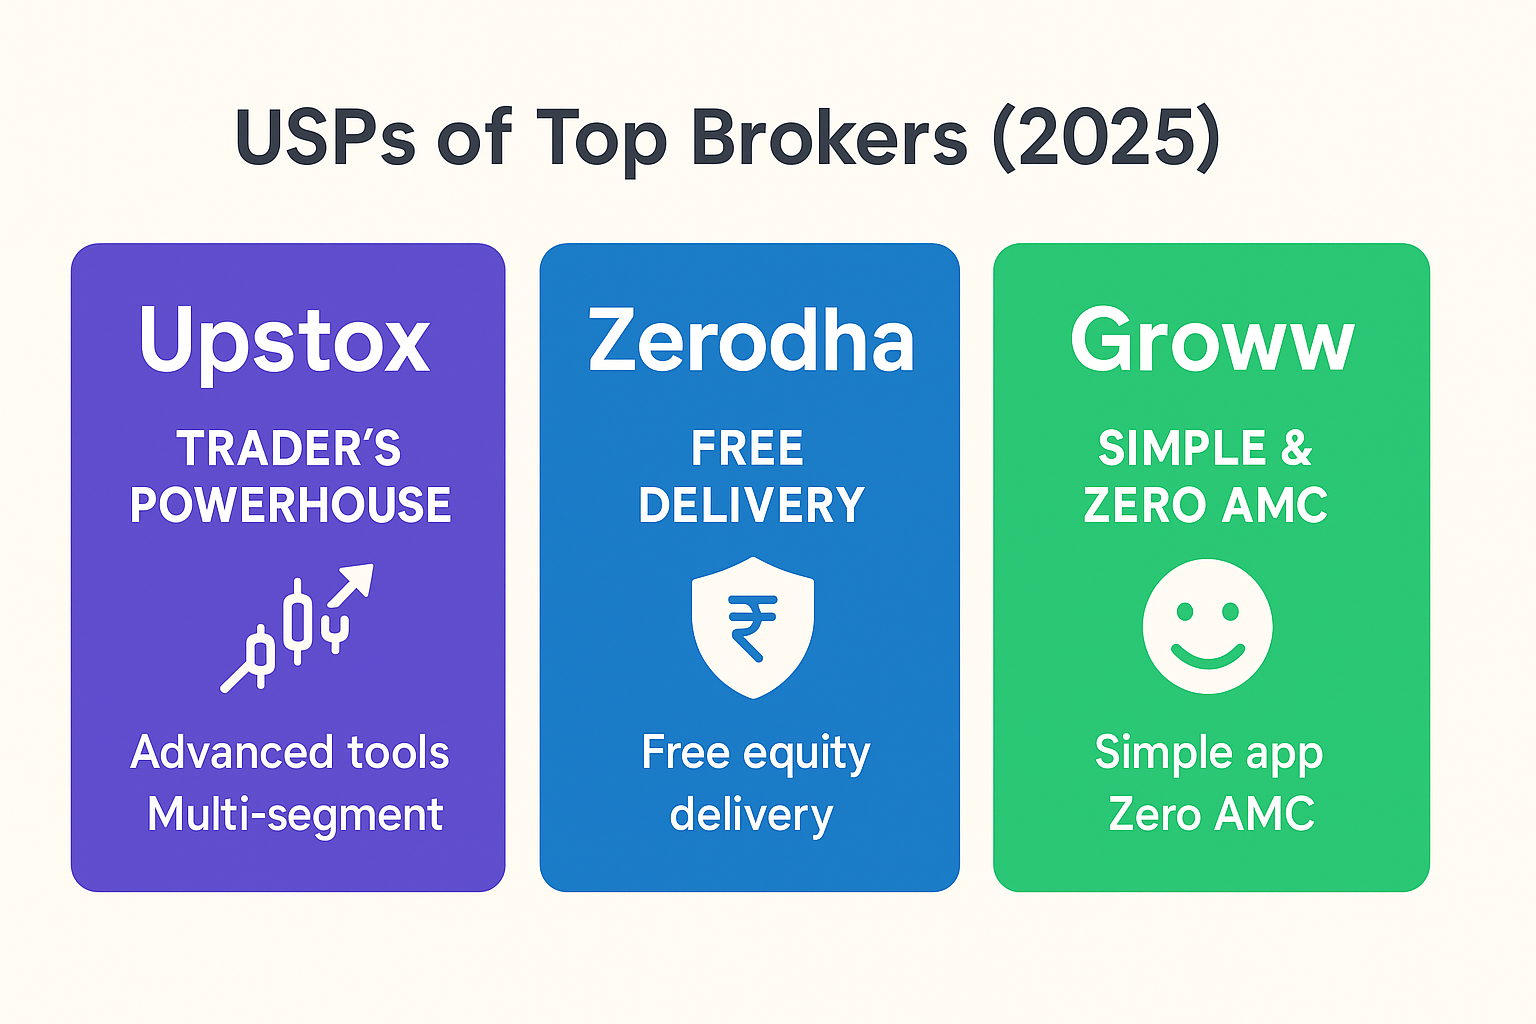 USPs of Top Brokers (2025)
Upstox
TRADER’S
POWERHOUSE
Advanced tools
Multi-segment
Zerodha
FREE
DELIVERY
₹
Free equity
delivery
Groww
SIMPLE &
ZERO AMC
Simple app
Zero AMC